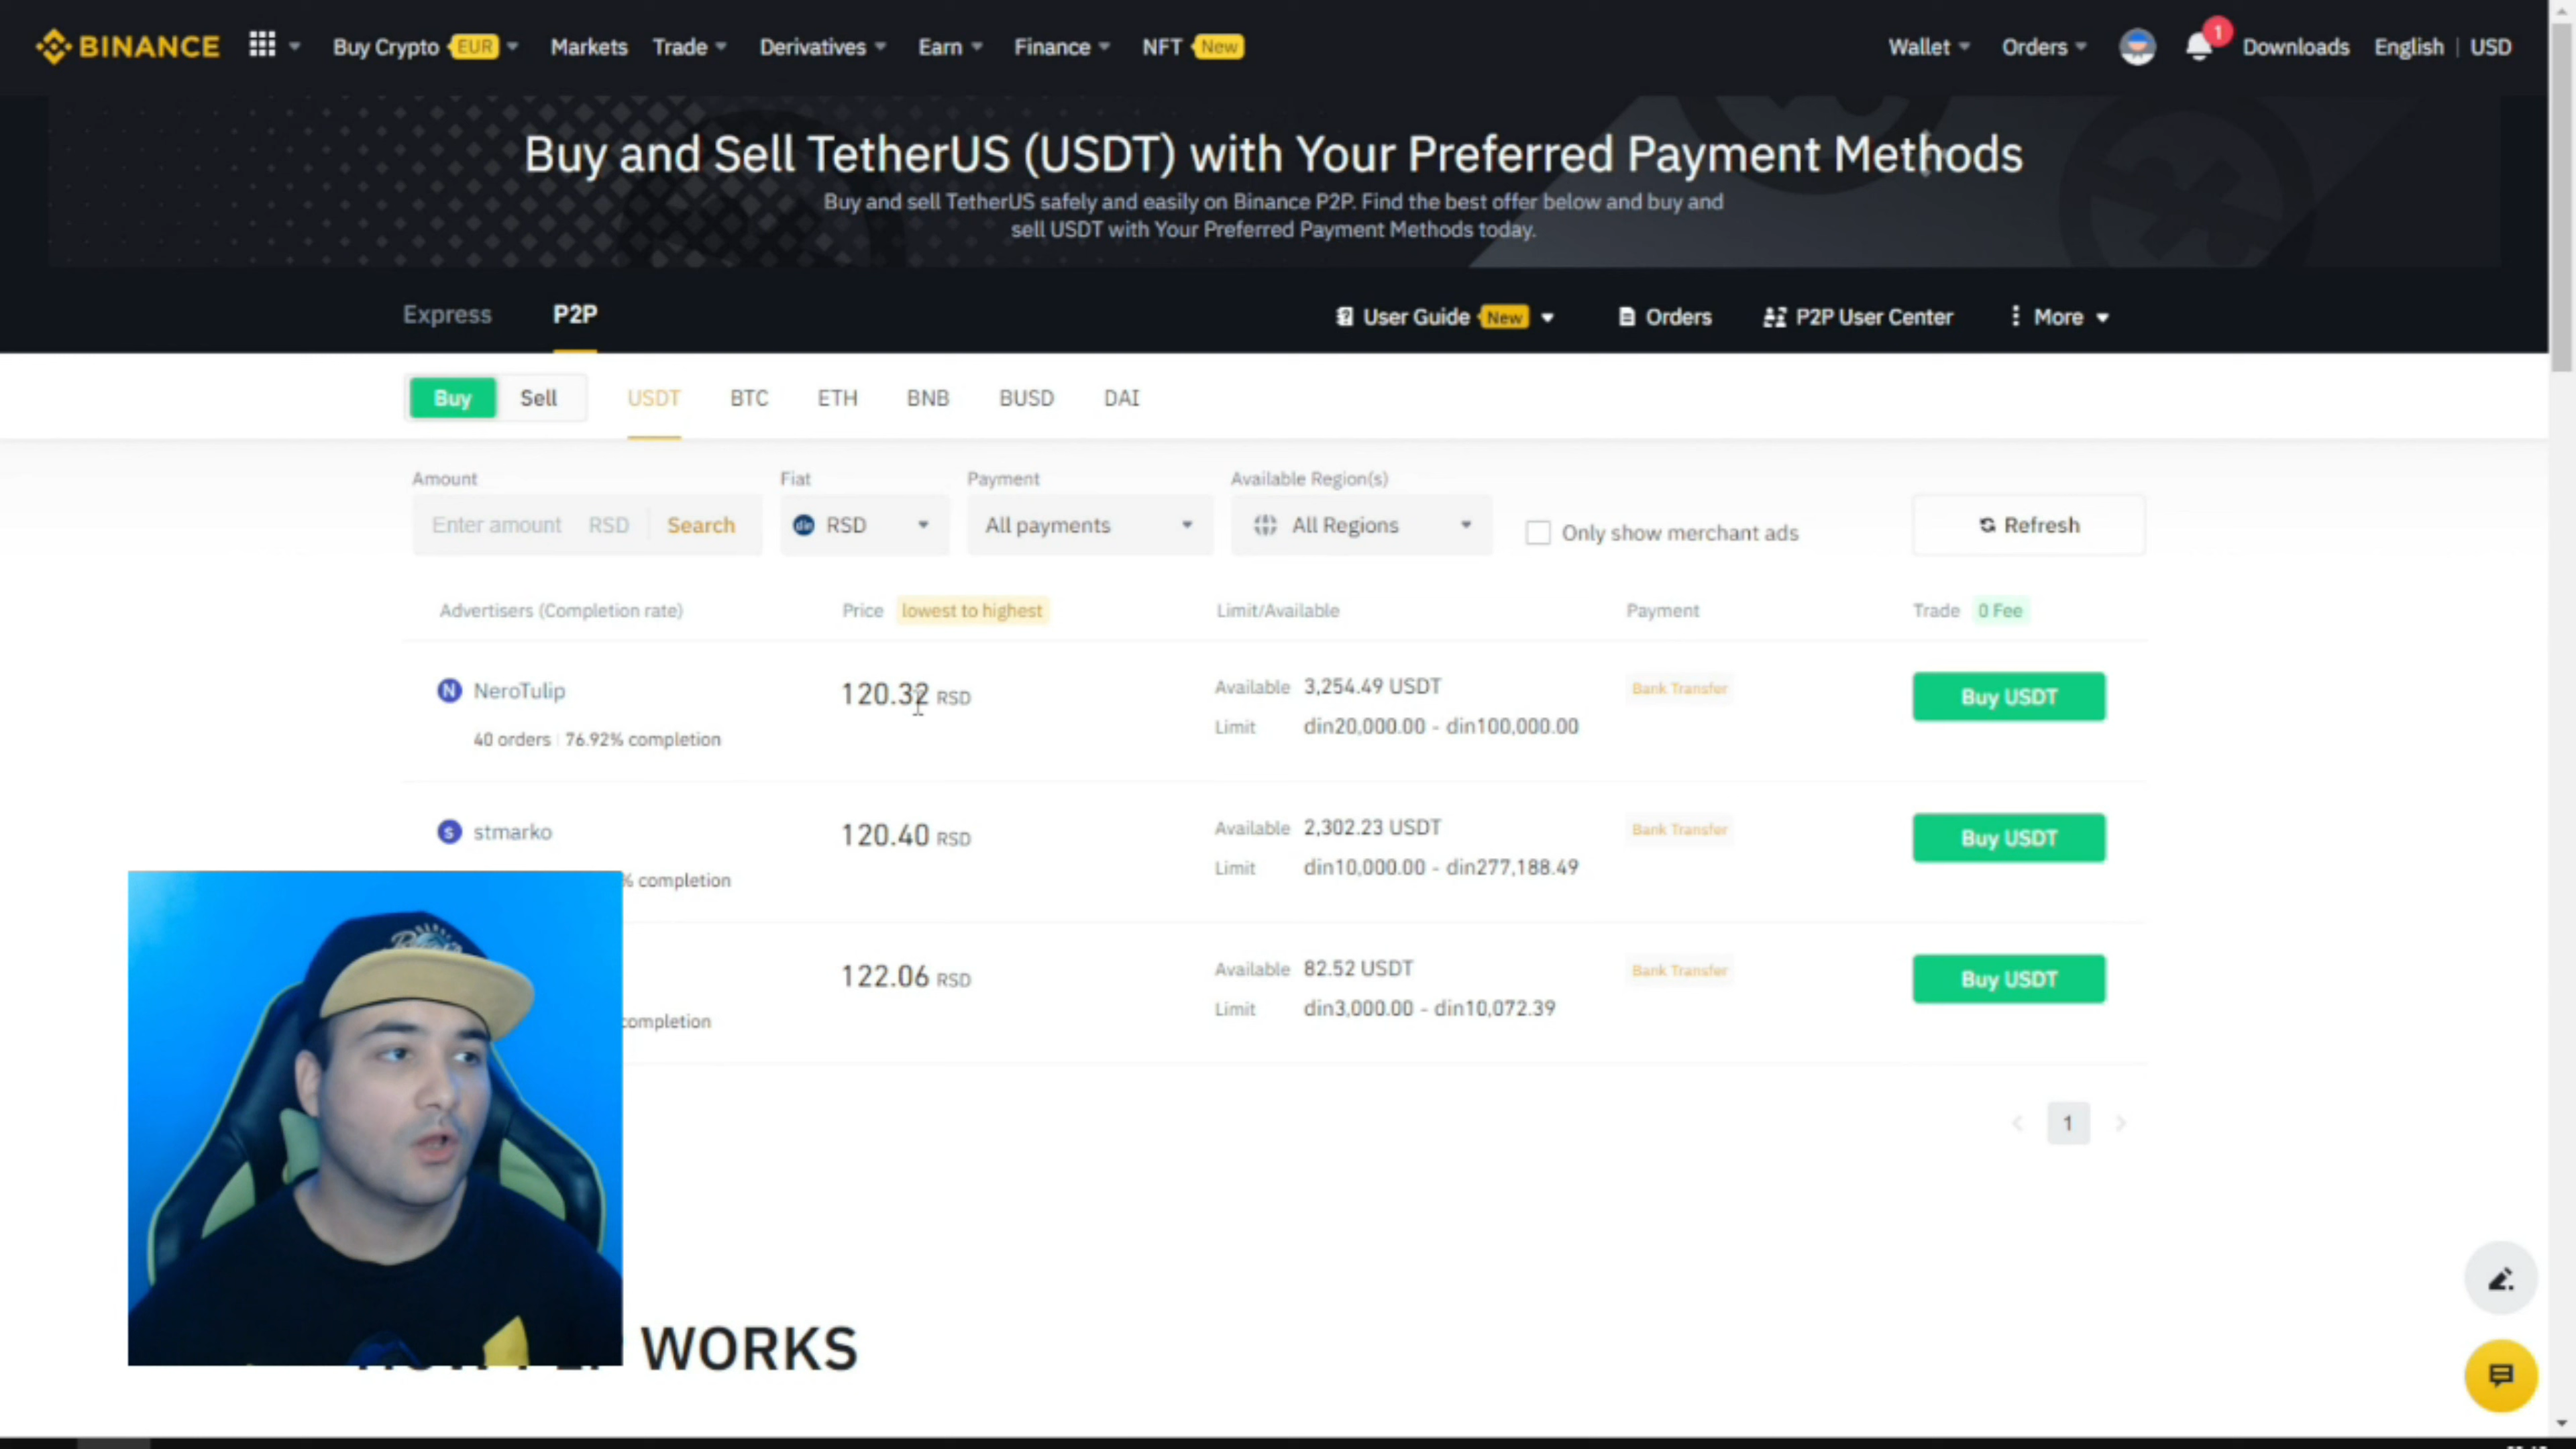 BINANCE Buy Crypto EUR Markets Trade Derivatives Earn Finance NFT New Wallet Orders 1 Downloads English | USD
Buy and Sell TetherUS (USDT) with Your Preferred Payment Methods
Buy and sell TetherUS safely and easily on Binance P2P. Find the best offer below and buy and
sell USDT with Your Preferred Payment Methods today.
Express P2P User Guide New Orders P2P User Center More
Buy Sell USDT BTC ETH BNB BUSD DAI
Amount Fiat Payment Available Region(s)
Enter amount RSD Search RSD All payments All Regions Only show merchant ads Refresh
Advertisers (Completion rate) Price lowest to highest Limit/Available Payment Trade 0 Fee
N NeroTulip 120.32 RSD Available 3,254.49 USDT Bank Transfer Buy USDT
40 orders | 76.92% completion Limit din20,000.00 - din100,000.00
s stmarko 120.40 RSD Available 2,302.23 USDT Bank Transfer Buy USDT
% completion Limit din10,000.00 - din277,188.49
122.06 RSD Available 82.52 USDT Bank Transfer Buy USDT
completion Limit din3,000.00 - din10,072.39
1
WORKS